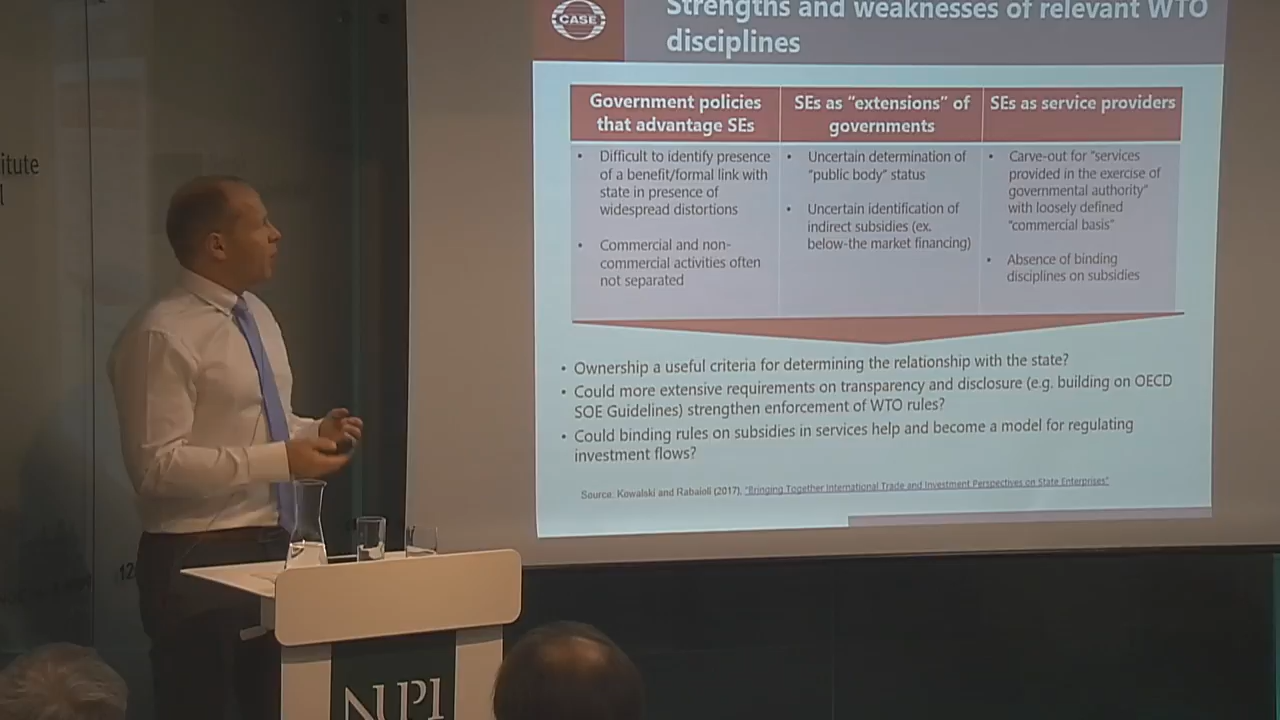 Strengths and weaknesses of relevant WTO
disciplines
CASE
Government policies
that advantage SEs
• Difficult to identify presence
of a benefit/formal link with
state in presence of
widespread distortions
• Commercial and non-
commercial activities often
not separated
SEs as "extensions" of
governments
• Uncertain determination of
"public body" status
• Uncertain identification of
indirect subsidies (ex.
below-the market financing)
SEs as service providers
• Carve-out for "services
provided in the exercise of
governmental authority"
with loosely defined
"commercial basis"
• Absence of binding
disciplines on subsidies
• Ownership a useful criteria for determining the relationship with the state?
• Could more extensive requirements on transparency and disclosure (e.g. building on OECD
SOE Guidelines) strengthen enforcement of WTO rules?
• Could binding rules on subsidies in services help and become a model for regulating
investment flows?
Source: Kowalski and Rabaioli (2017), "Bringing Together International Trade and Investment Perspectives on State Enterprises"
itute
l
12
NUPI